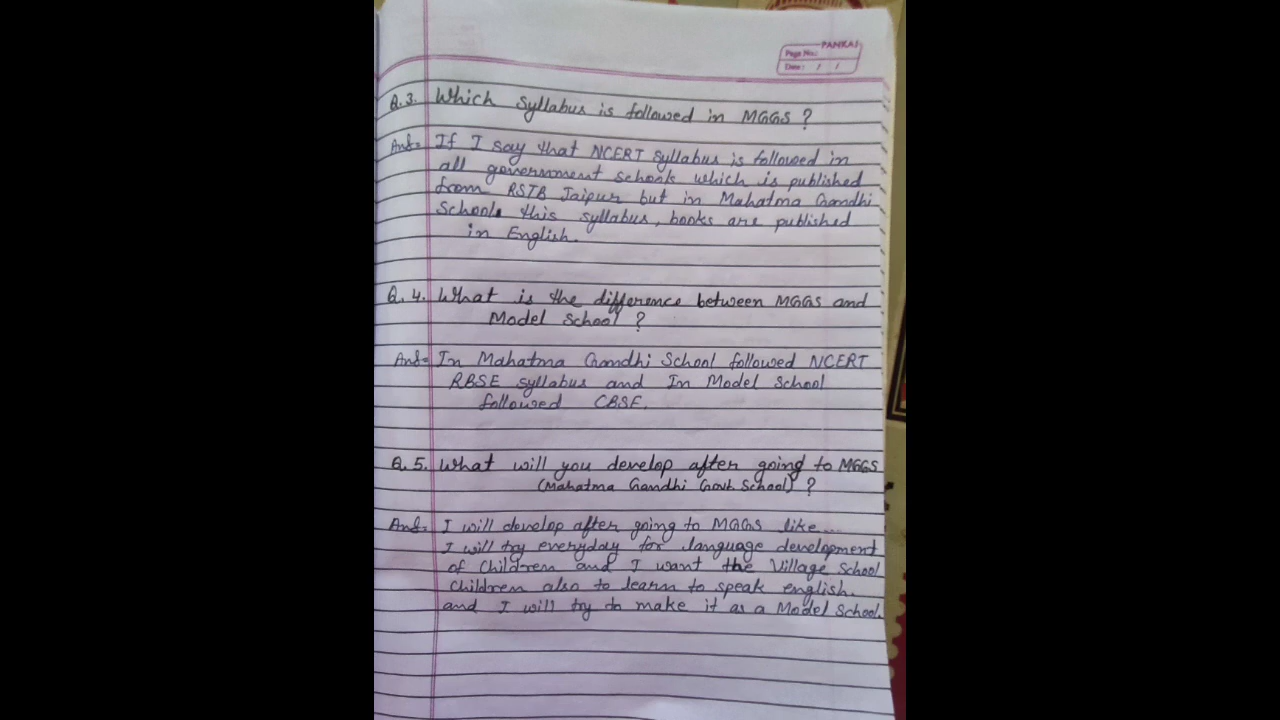 PANKAJ
Page No.:
Date: / /
Q.3. Which syllabus is followed in MGGS ?
Ans= If I say that NCERT syllabus is followed in
all government schools which is published
from RSTB Jaipur but in Mahatma Gandhi
Schools this syllabus, books are published
in English.
Q.4. What is the difference between MGGS and
Model School ?
Ans= In Mahatma Gandhi School followed NCERT
RBSE syllabus and In Model School
followed CBSE.
Q.5. What will you develop after going to MGGS
(Mahatma Gandhi Govt. School) ?
Ans= I will develop after going to MGGS like...
I will try everyday for language development
of Children and I want the Village School
Children also to learn to speak english.
and I will try to make it as a Model School.